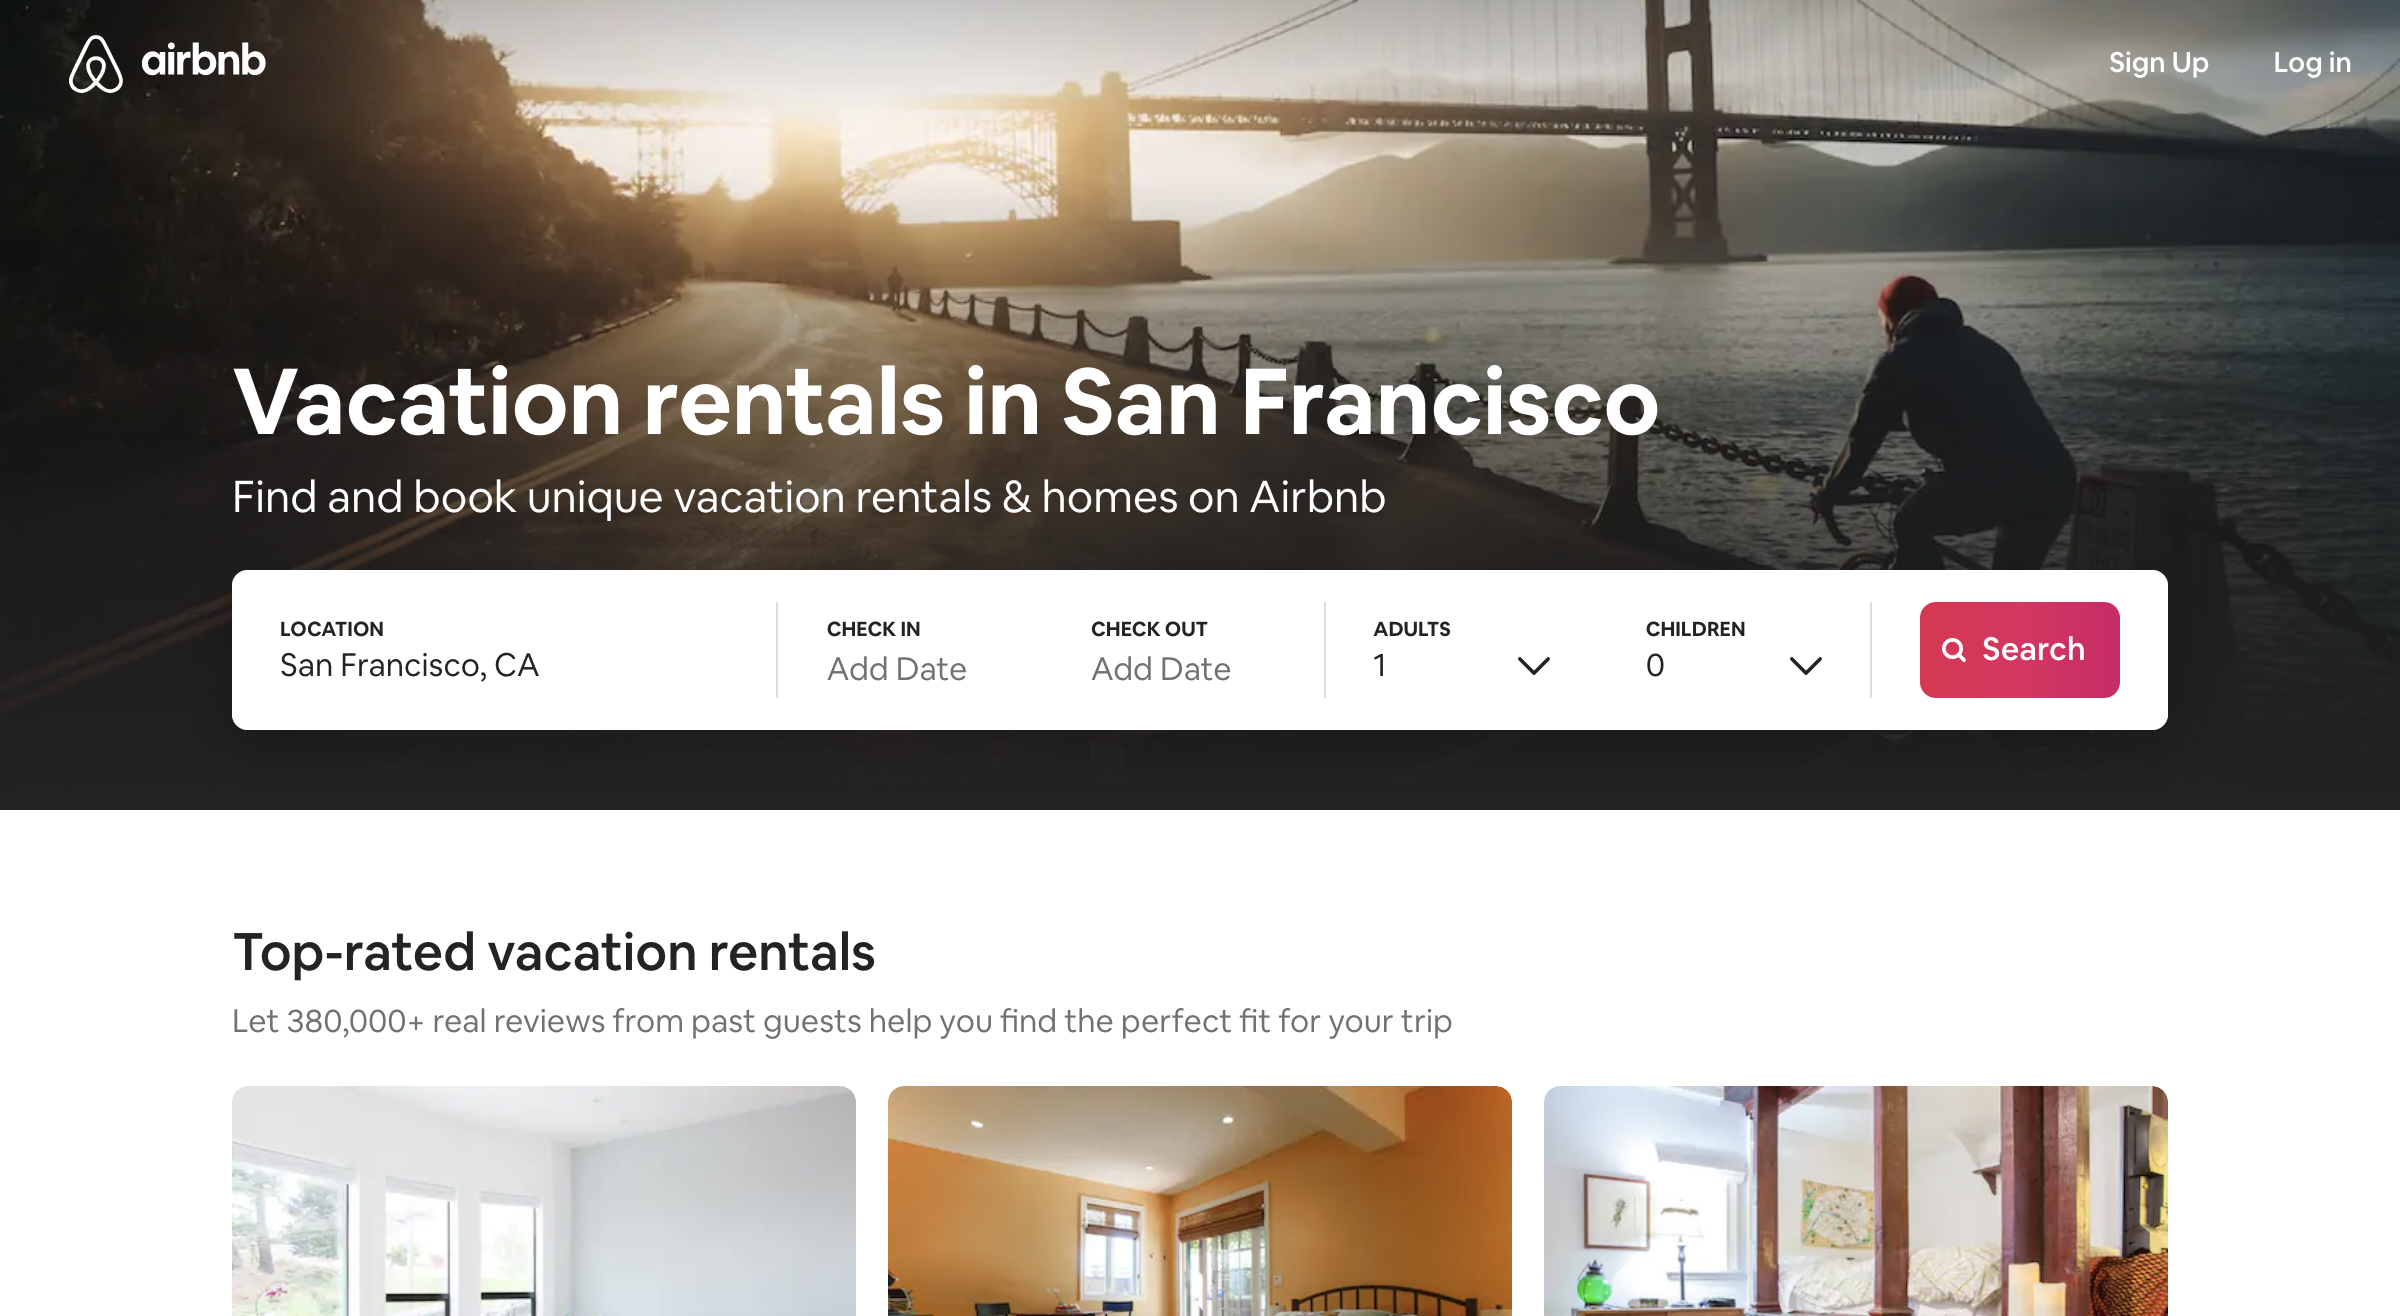 airbnb
Sign Up
Log in
Vacation rentals in San Francisco
Find and book unique vacation rentals & homes on Airbnb
LOCATION
San Francisco, CA
CHECK IN
Add Date
CHECK OUT
Add Date
ADULTS
1
CHILDREN
0
Search
Top-rated vacation rentals
Let 380,000+ real reviews from past guests help you find the perfect fit for your trip